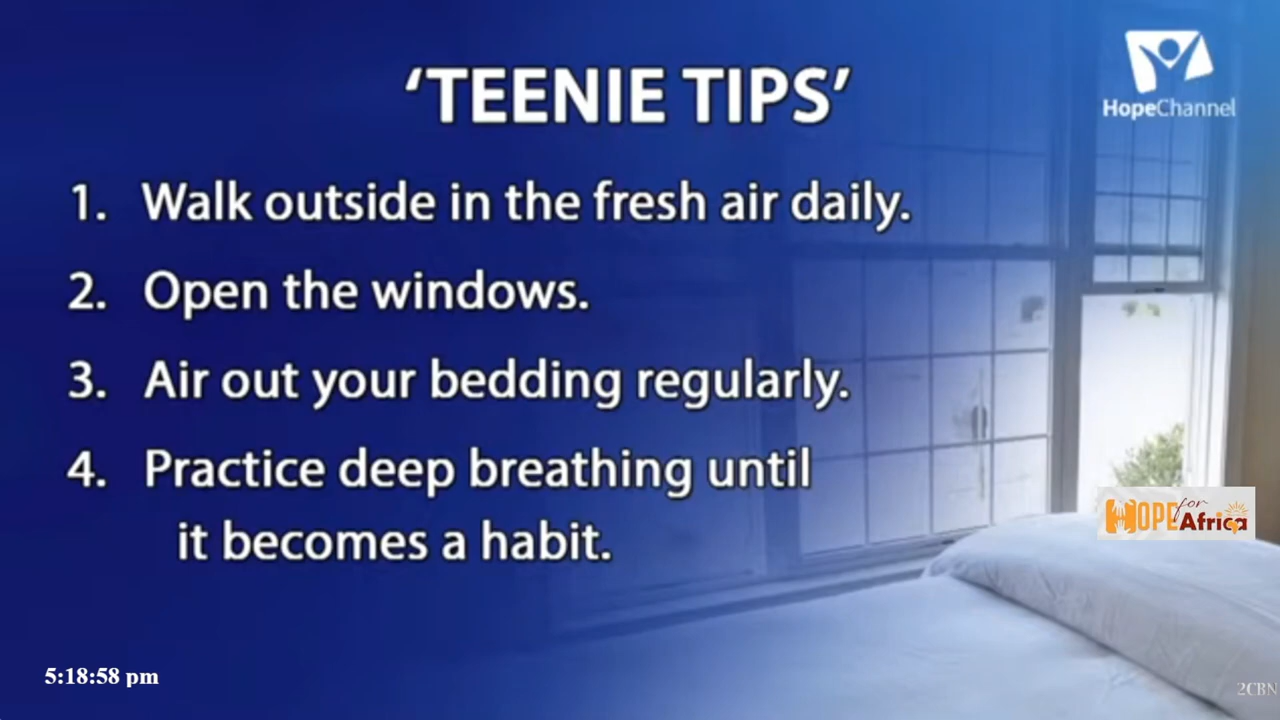 ‘TEENIE TIPS’
HopeChannel
1. Walk outside in the fresh air daily.
2. Open the windows.
3. Air out your bedding regularly.
4. Practice deep breathing until
it becomes a habit.
HOPE for Africa
5:18:58 pm
2CBN